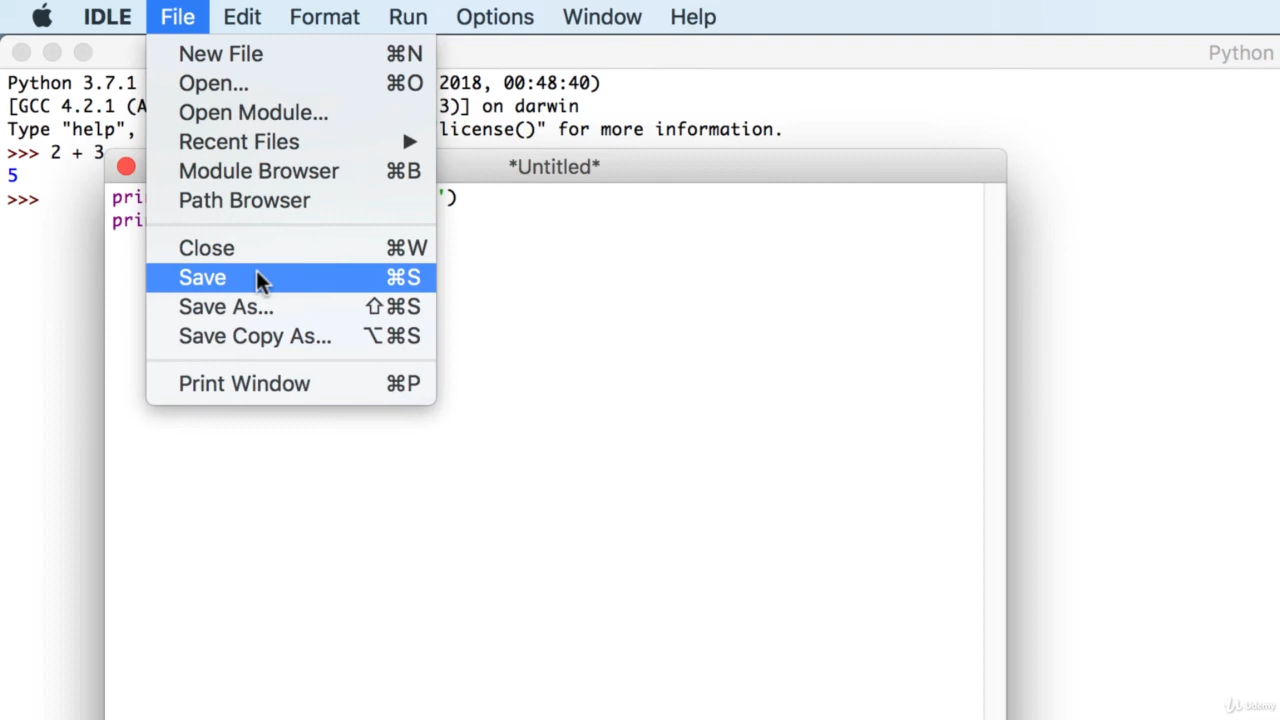 IDLE File Edit Format Run Options Window Help
Python
Python 3.7.1 2018, 00:48:40)
[GCC 4.2.1 (A 3)] on darwin
Type "help", license()" for more information.
>>> 2 + 3
5
>>>
*Untitled*
pri ')
pri
New File ⌘N
Open... ⌘O
Open Module...
Recent Files ▶
Module Browser ⌘B
Path Browser
Close ⌘W
Save ⌘S
Save As... ⇧⌘S
Save Copy As... ⌥⌘S
Print Window ⌘P
Udemy